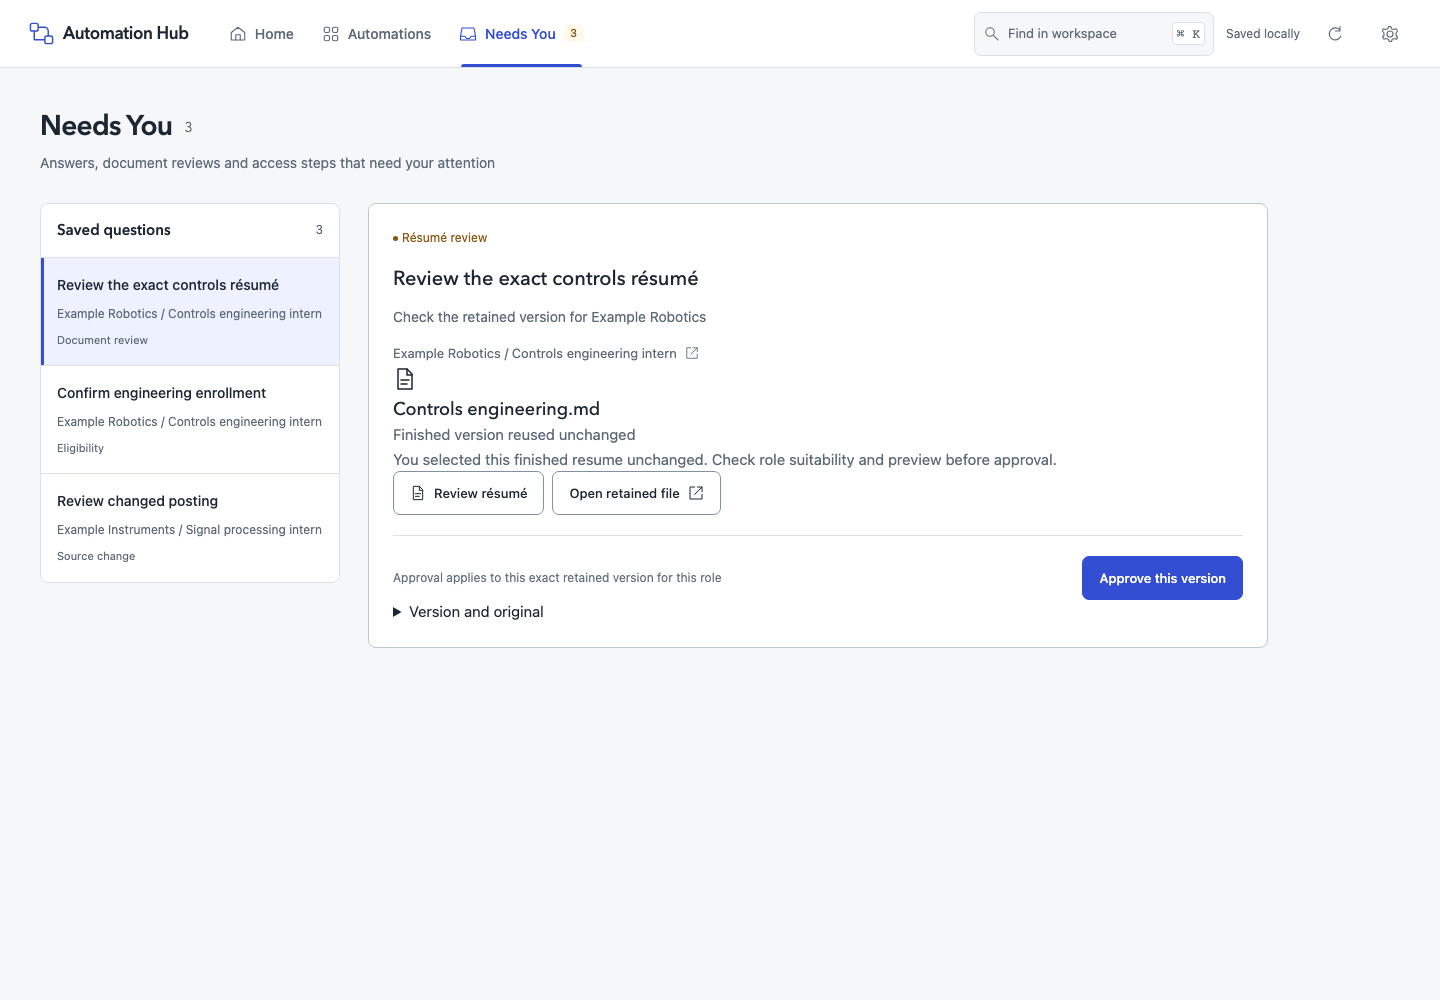 Automation Hub
Home
Automations
Needs You 3
Find in workspace
⌘ K
Saved locally
Needs You 3
Answers, document reviews and access steps that need your attention
Saved questions 3
Review the exact controls résumé
Example Robotics / Controls engineering intern
Document review
Confirm engineering enrollment
Example Robotics / Controls engineering intern
Eligibility
Review changed posting
Example Instruments / Signal processing intern
Source change
Résumé review
Review the exact controls résumé
Check the retained version for Example Robotics
Example Robotics / Controls engineering intern
Controls engineering.md
Finished version reused unchanged
You selected this finished resume unchanged. Check role suitability and preview before approval.
Review résumé
Open retained file
Approval applies to this exact retained version for this role
Approve this version
Version and original